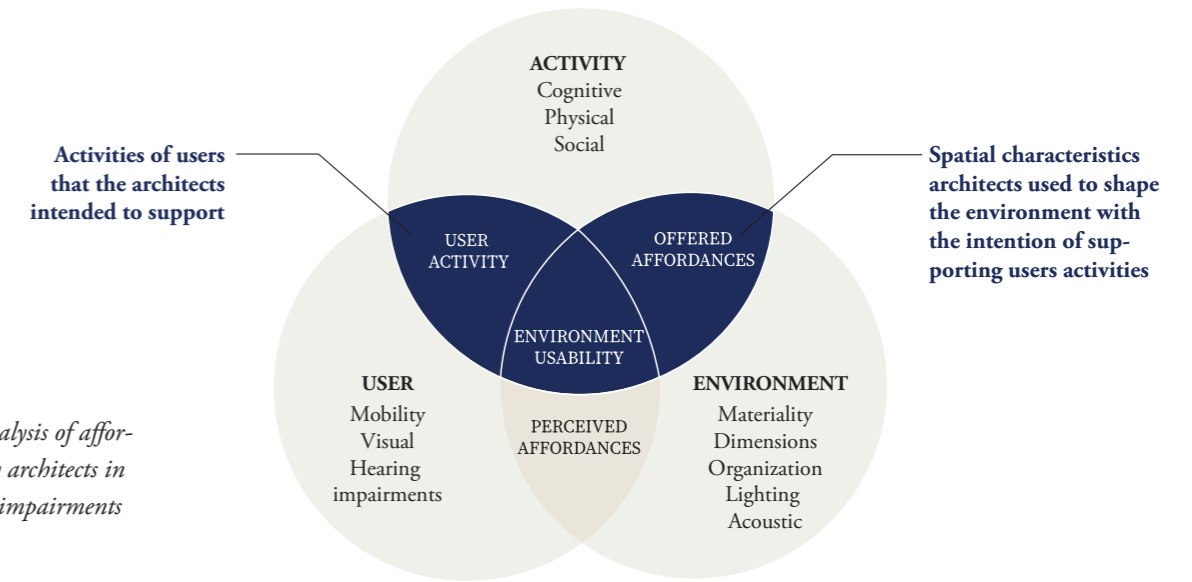 ACTIVITY
Cognitive
Physical
Social
Activities of users
that the architects
intended to support
Spatial characteristics
architects used to shape
the environment with
the intention of sup-
porting users activities
USER
ACTIVITY
OFFERED
AFFORDANCES
ENVIRONMENT
USABILITY
USER
Mobility
Visual
Hearing
impairments
ENVIRONMENT
Materiality
Dimensions
Organization
Lighting
Acoustic
PERCEIVED
AFFORDANCES
of affor-
architects in
impairments